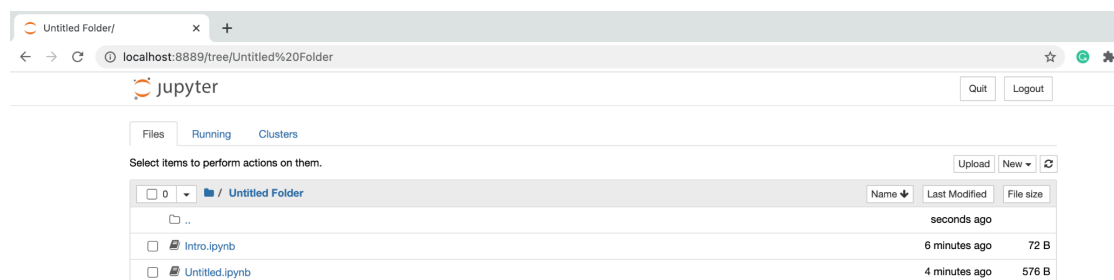 Untitled Folder/
localhost:8889/tree/Untitled%20Folder
jupyter
Quit Logout
Files Running Clusters
Select items to perform actions on them.
Upload New
0 / Untitled Folder Name Last Modified File size
.. seconds ago
Intro.ipynb 6 minutes ago 72 B
Untitled.ipynb 4 minutes ago 576 B